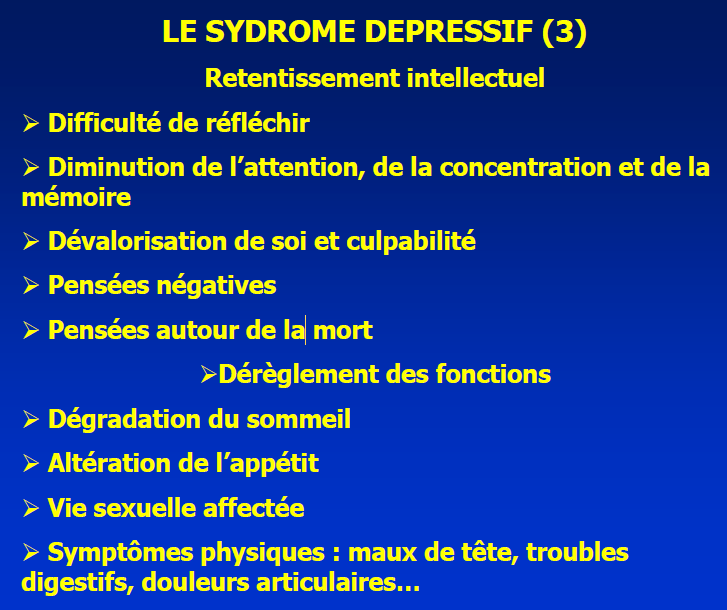 LE SYDROME DEPRESSIF (3)
Retentissement intellectuel
➢ Difficulté de réfléchir
➢ Diminution de l’attention, de la concentration et de la
mémoire
➢ Dévalorisation de soi et culpabilité
➢ Pensées négatives
➢ Pensées autour de la mort
➢Dérèglement des fonctions
➢ Dégradation du sommeil
➢ Altération de l’appétit
➢ Vie sexuelle affectée
➢ Symptômes physiques : maux de tête, troubles
digestifs, douleurs articulaires…